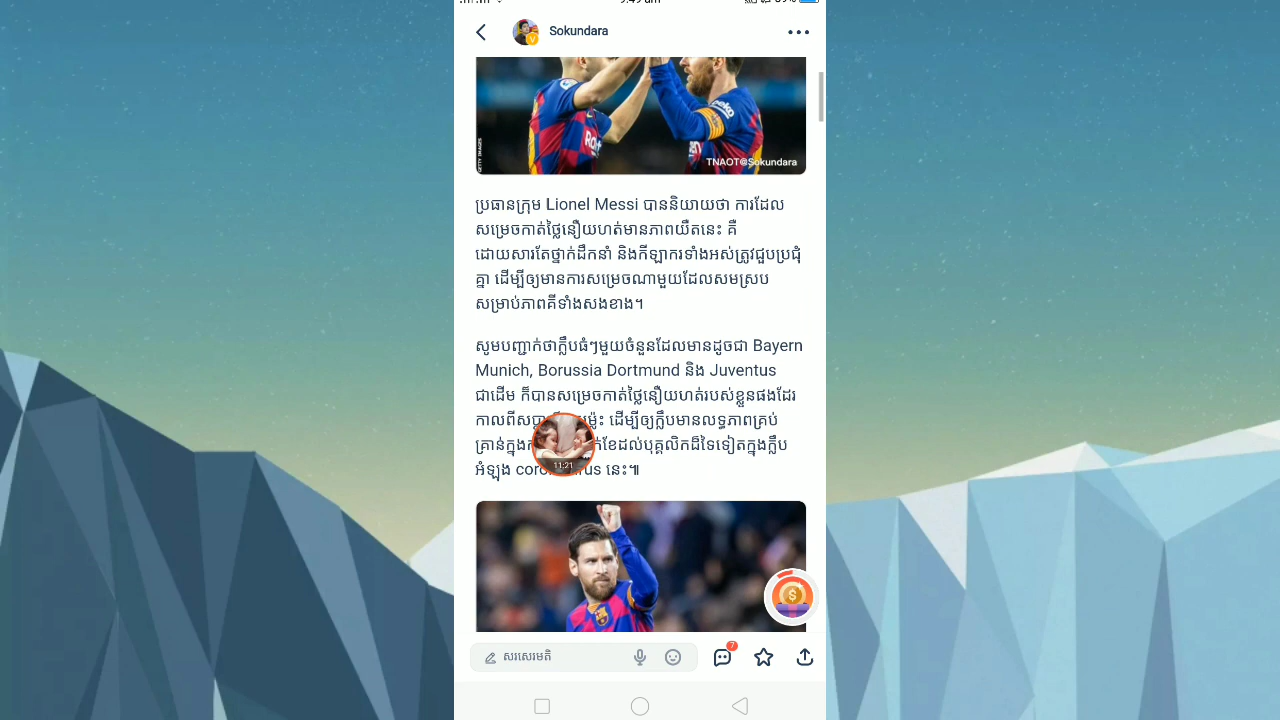 Sokundara
TNAOT@Sokundara
ប្រធានក្រុម Lionel Messi បាននិយាយថា ការដែល
សម្រេចកាត់ថ្លៃនឿយហត់មានភាពយឺតនេះ គឺ
ដោយសារតែថ្នាក់ដឹកនាំ និងកីឡាករទាំងអស់ត្រូវជួបប្រជុំ
គ្នា ដើម្បីឲ្យមានការសម្រេចណាមួយដែលសមស្រប
សម្រាប់ភាគីទាំងសងខាង។
សូមបញ្ជាក់ថាក្លឹបធំៗមួយចំនួនដែលមានដូចជា Bayern
Munich, Borussia Dortmund និង Juventus
ជាដើម ក៏បានសម្រេចកាត់ថ្លៃនឿយហត់របស់ខ្លួនផងដែរ
កាលពី ដើម្បីឲ្យក្លឹបមានលទ្ធភាពគ្រប់
គ្រាន់ក្នុង ខែដល់បុគ្គលិកដ៏ទៃទៀតក្នុងក្លឹប
អំឡុង នេះ៕
11:21
7
សរសេរមតិ